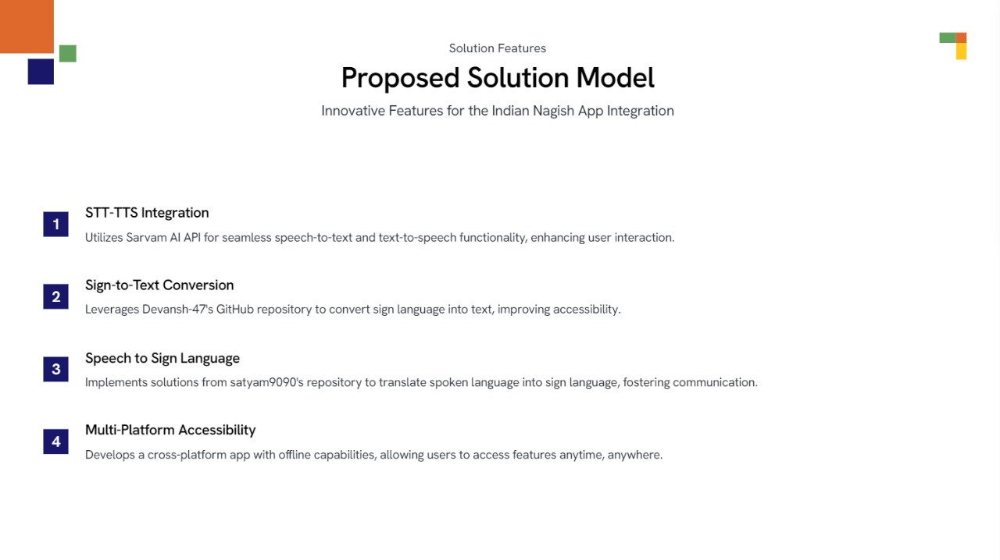 Solution Features
Proposed Solution Model
Innovative Features for the Indian Nagish App Integration
1
STT-TTS Integration
Utilizes Sarvam AI API for seamless speech-to-text and text-to-speech functionality, enhancing user interaction.
2
Sign-to-Text Conversion
Leverages Devansh-47's GitHub repository to convert sign language into text, improving accessibility.
3
Speech to Sign Language
Implements solutions from satyam9090's repository to translate spoken language into sign language, fostering communication.
4
Multi-Platform Accessibility
Develops a cross-platform app with offline capabilities, allowing users to access features anytime, anywhere.